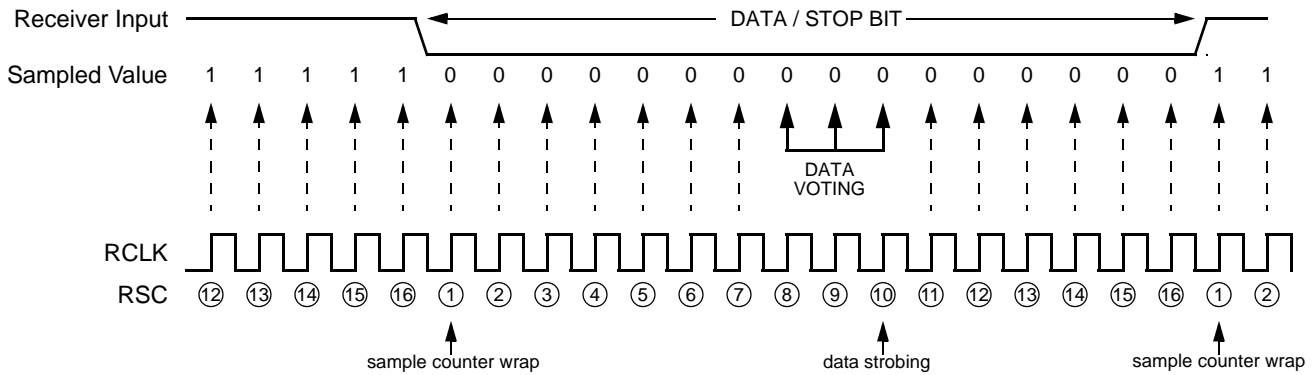 Receiver Input DATA / STOP BIT
Sampled Value 1 1 1 1 1 0 0 0 0 0 0 0 0 0 0 0 0 0 0 0 0 1 1
DATA
VOTING
RCLK
RSC 12 13 14 15 16 1 2 3 4 5 6 7 8 9 10 11 12 13 14 15 16 1 2
sample counter wrap data strobing sample counter wrap